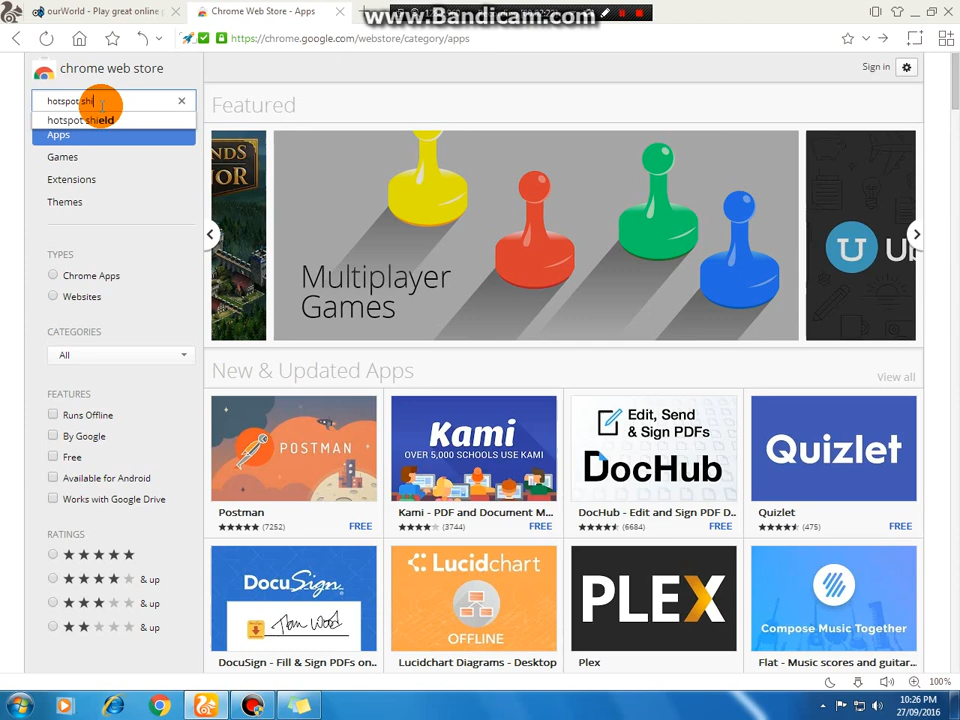 ourWorld - Play great online g
Chrome Web Store - Apps
www.Bandicam.com
https://chrome.google.com/webstore/category/apps
chrome web store
Sign in
hotspot shi
hotspot shield
Apps
Games
Extensions
Themes
TYPES
Chrome Apps
Websites
CATEGORIES
All
FEATURES
Runs Offline
By Google
Free
Available for Android
Works with Google Drive
RATINGS
& up
& up
& up
Featured
Multiplayer
Games
New & Updated Apps
View all
POSTMAN
Kami
OVER 5,000 SCHOOLS USE KAMI
Edit, Send
& Sign PDFs
DocHub
Quizlet
Postman
(7252)
FREE
Kami - PDF and Document M...
(3744)
FREE
DocHub - Edit and Sign PDF D...
(6684)
FREE
Quizlet
(475)
FREE
DocuSign
Lucidchart
OFFLINE
PLEX
Compose Music Together
DocuSign - Fill & Sign PDFs on...
Lucidchart Diagrams - Desktop
Plex
Flat - Music scores and guitar...
100%
10:26 PM
27/09/2016